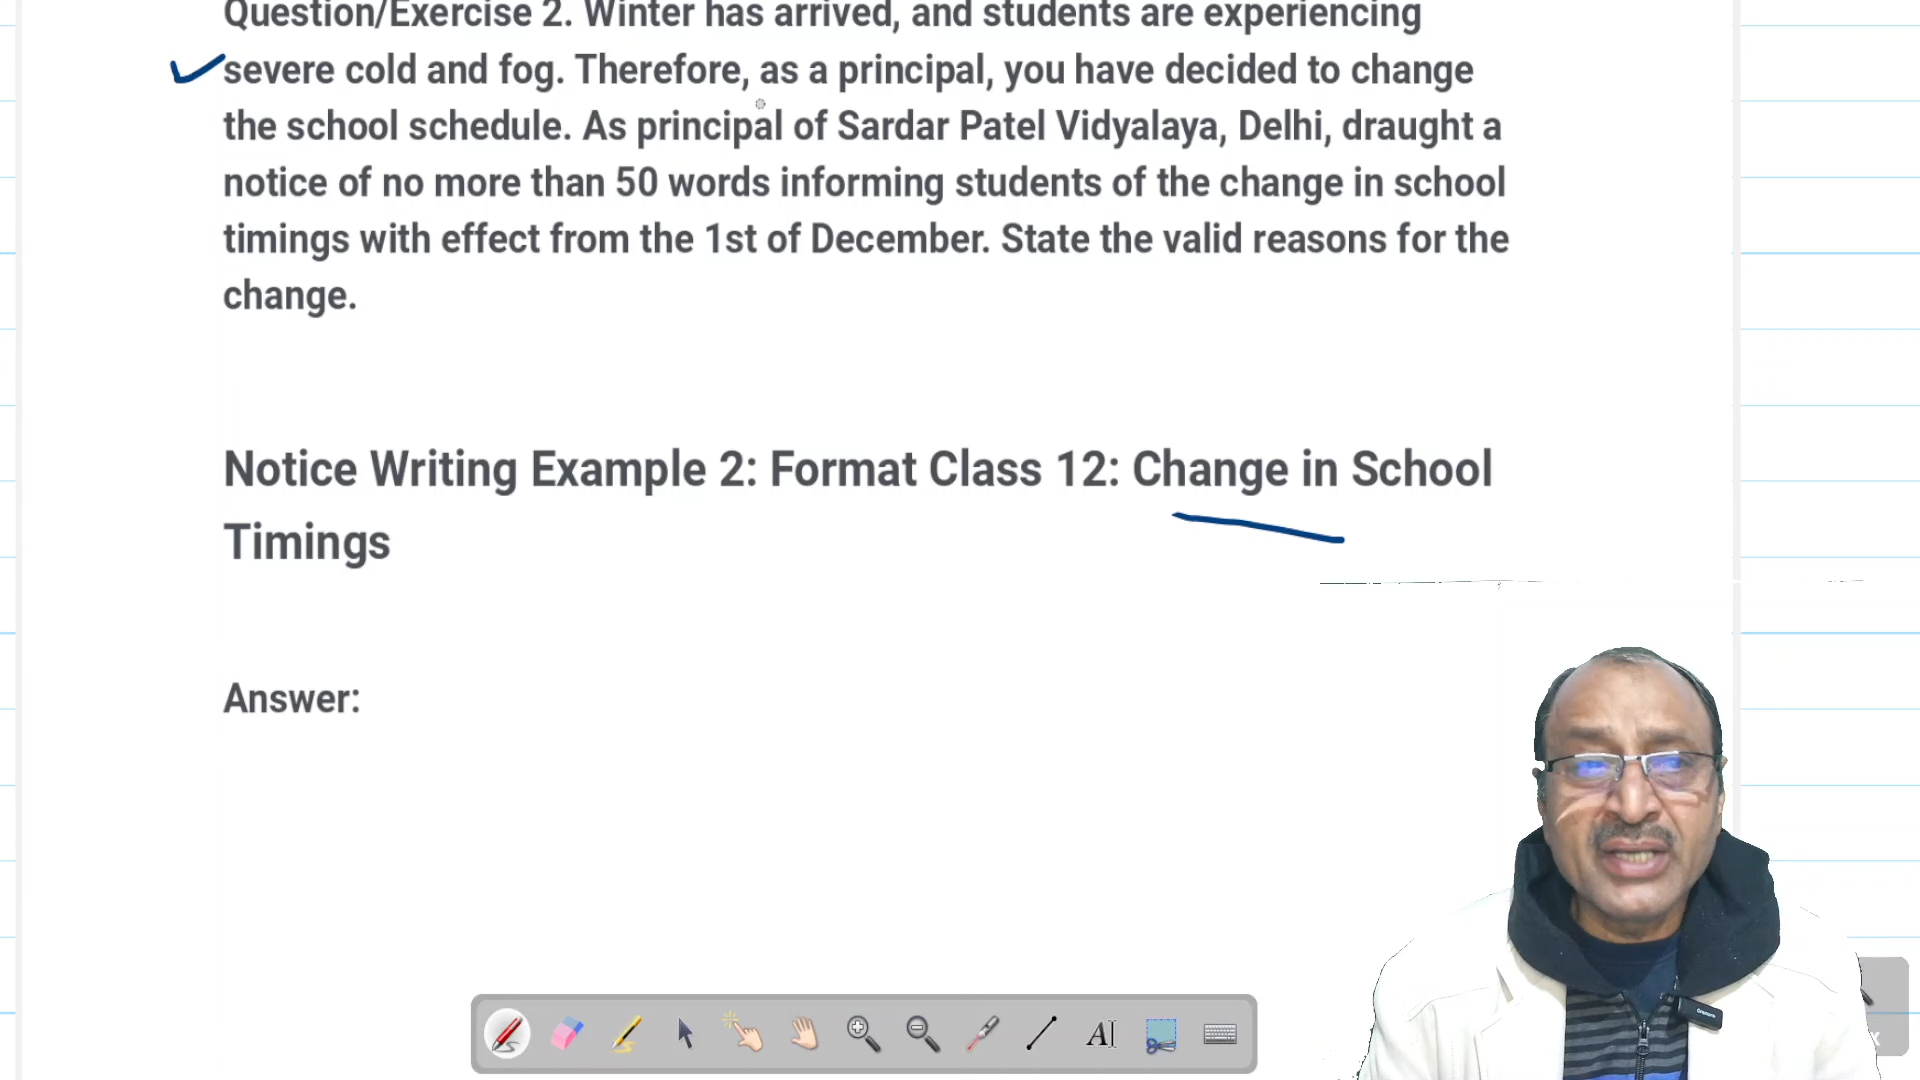 Question/Exercise 2. Winter has arrived, and students are experiencing
severe cold and fog. Therefore, as a principal, you have decided to change
the school schedule. As principal of Sardar Patel Vidyalaya, Delhi, draught a
notice of no more than 50 words informing students of the change in school
timings with effect from the 1st of December. State the valid reasons for the
change.
Notice Writing Example 2: Format Class 12: Change in School
Timings
Answer: